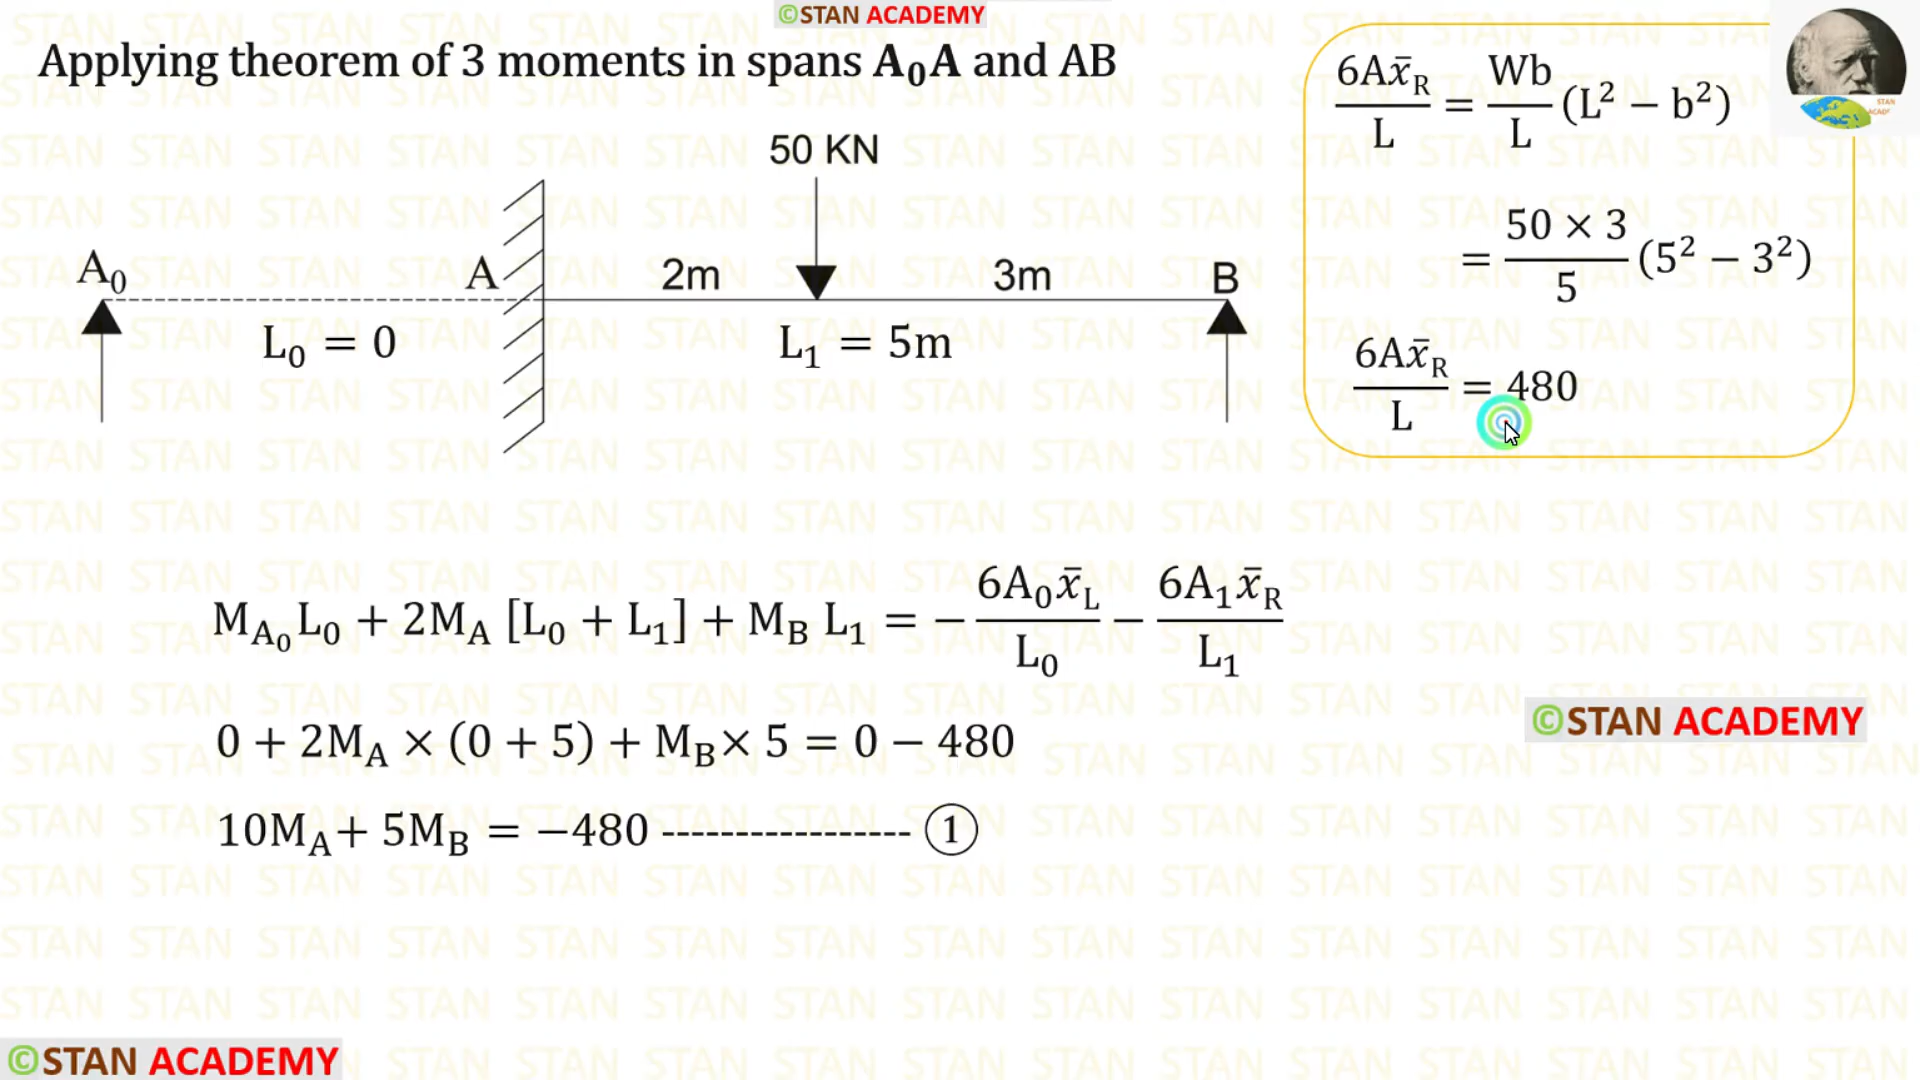 ©STAN ACADEMY
Applying theorem of 3 moments in spans A₀A and AB
50 KN
A₀
A
2m
3m
B
L₀ = 0
L₁ = 5m
6Ax̄_R / L = Wb / L (L² − b²)
= 50 × 3 / 5 (5² − 3²)
6Ax̄_R / L = 480
STAN ACADEMY
M_A₀ L₀ + 2M_A [L₀ + L₁] + M_B L₁ = − 6A₀x̄_L / L₀ − 6A₁x̄_R / L₁
0 + 2M_A × (0 + 5) + M_B × 5 = 0 − 480
©STAN ACADEMY
10M_A + 5M_B = −480 ----------------- ①
©STAN ACADEMY